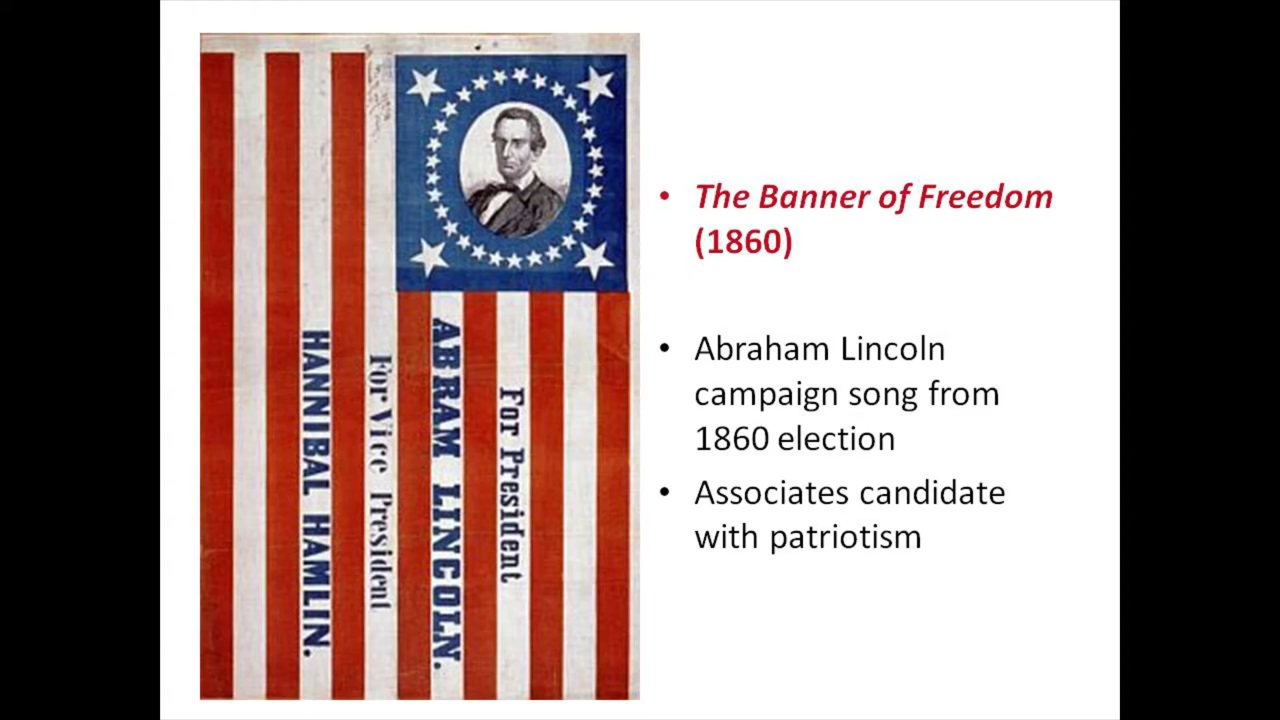 For President
ABRAM LINCOLN.
For Vice President
HANNIBAL HAMLIN.
• The Banner of Freedom
(1860)
• Abraham Lincoln
campaign song from
1860 election
• Associates candidate
with patriotism